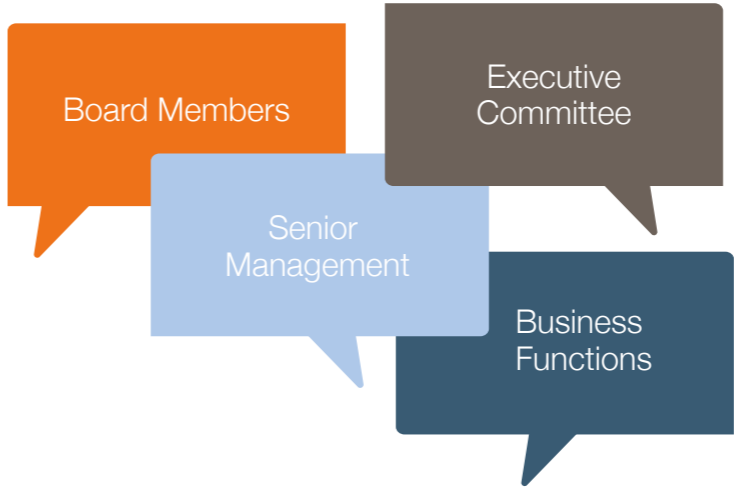 Board Members
Executive
Committee
Senior
Management
Business
Functions